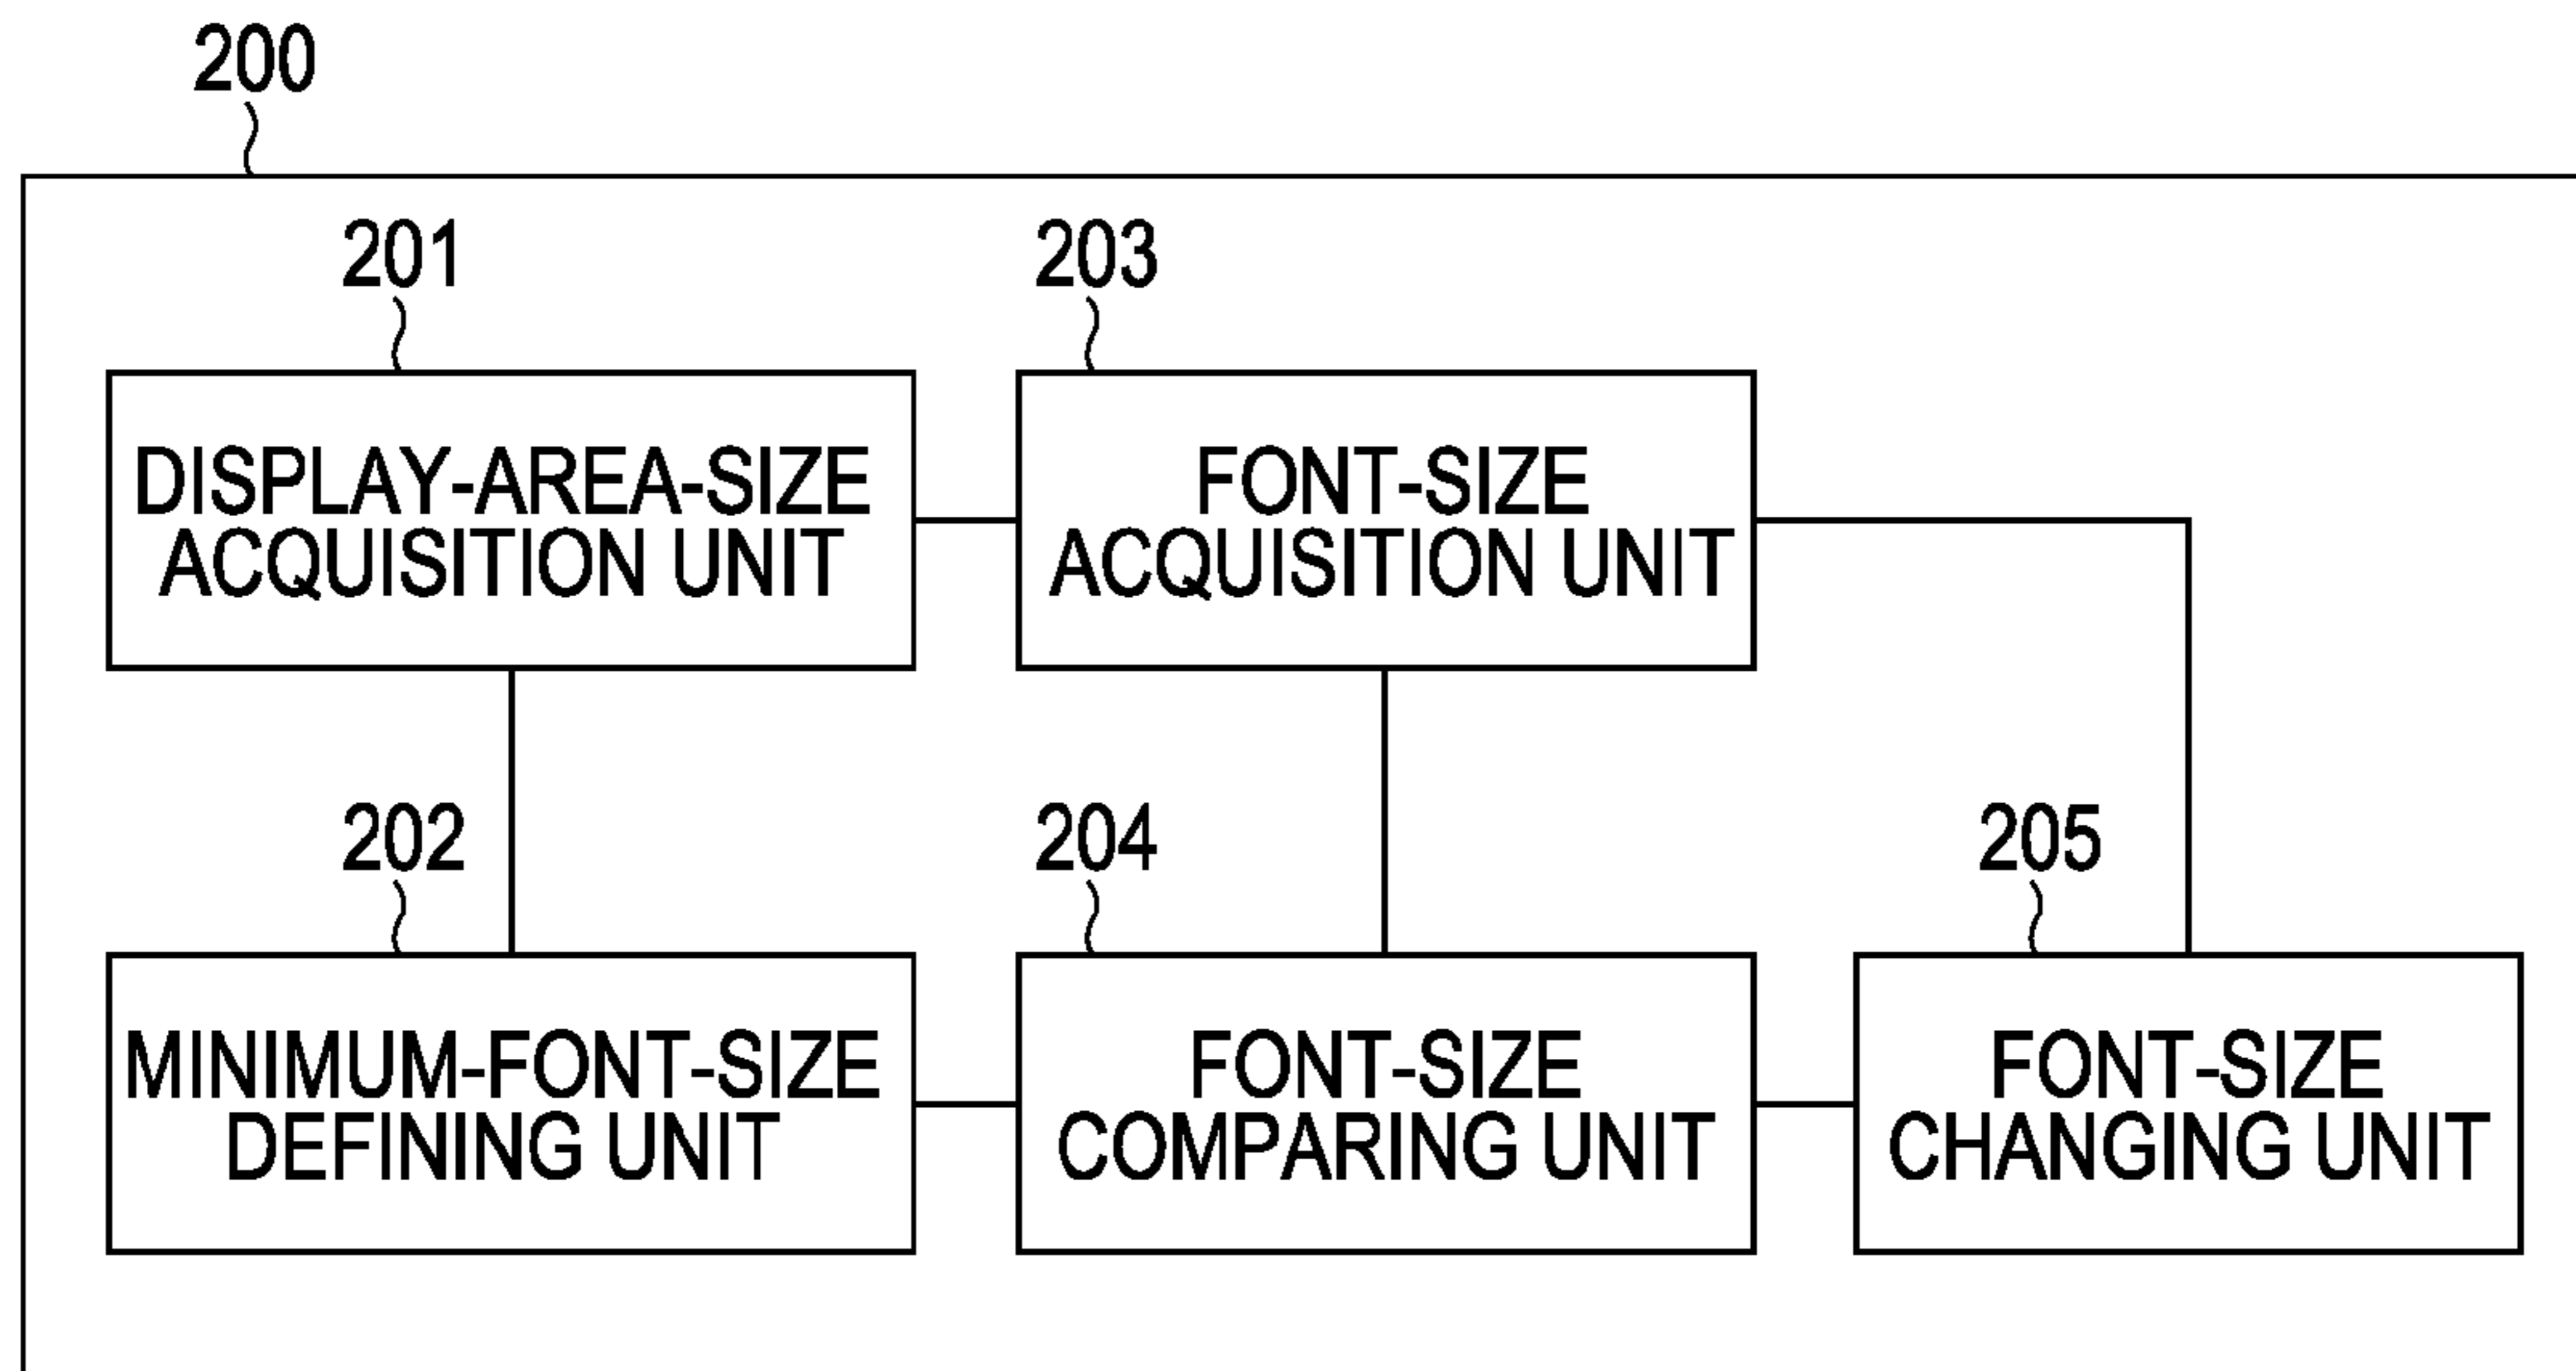 200
201
DISPLAY-AREA-SIZE
ACQUISITION UNIT
203
FONT-SIZE
ACQUISITION UNIT
202
MINIMUM-FONT-SIZE
DEFINING UNIT
204
FONT-SIZE
COMPARING UNIT
205
FONT-SIZE
CHANGING UNIT